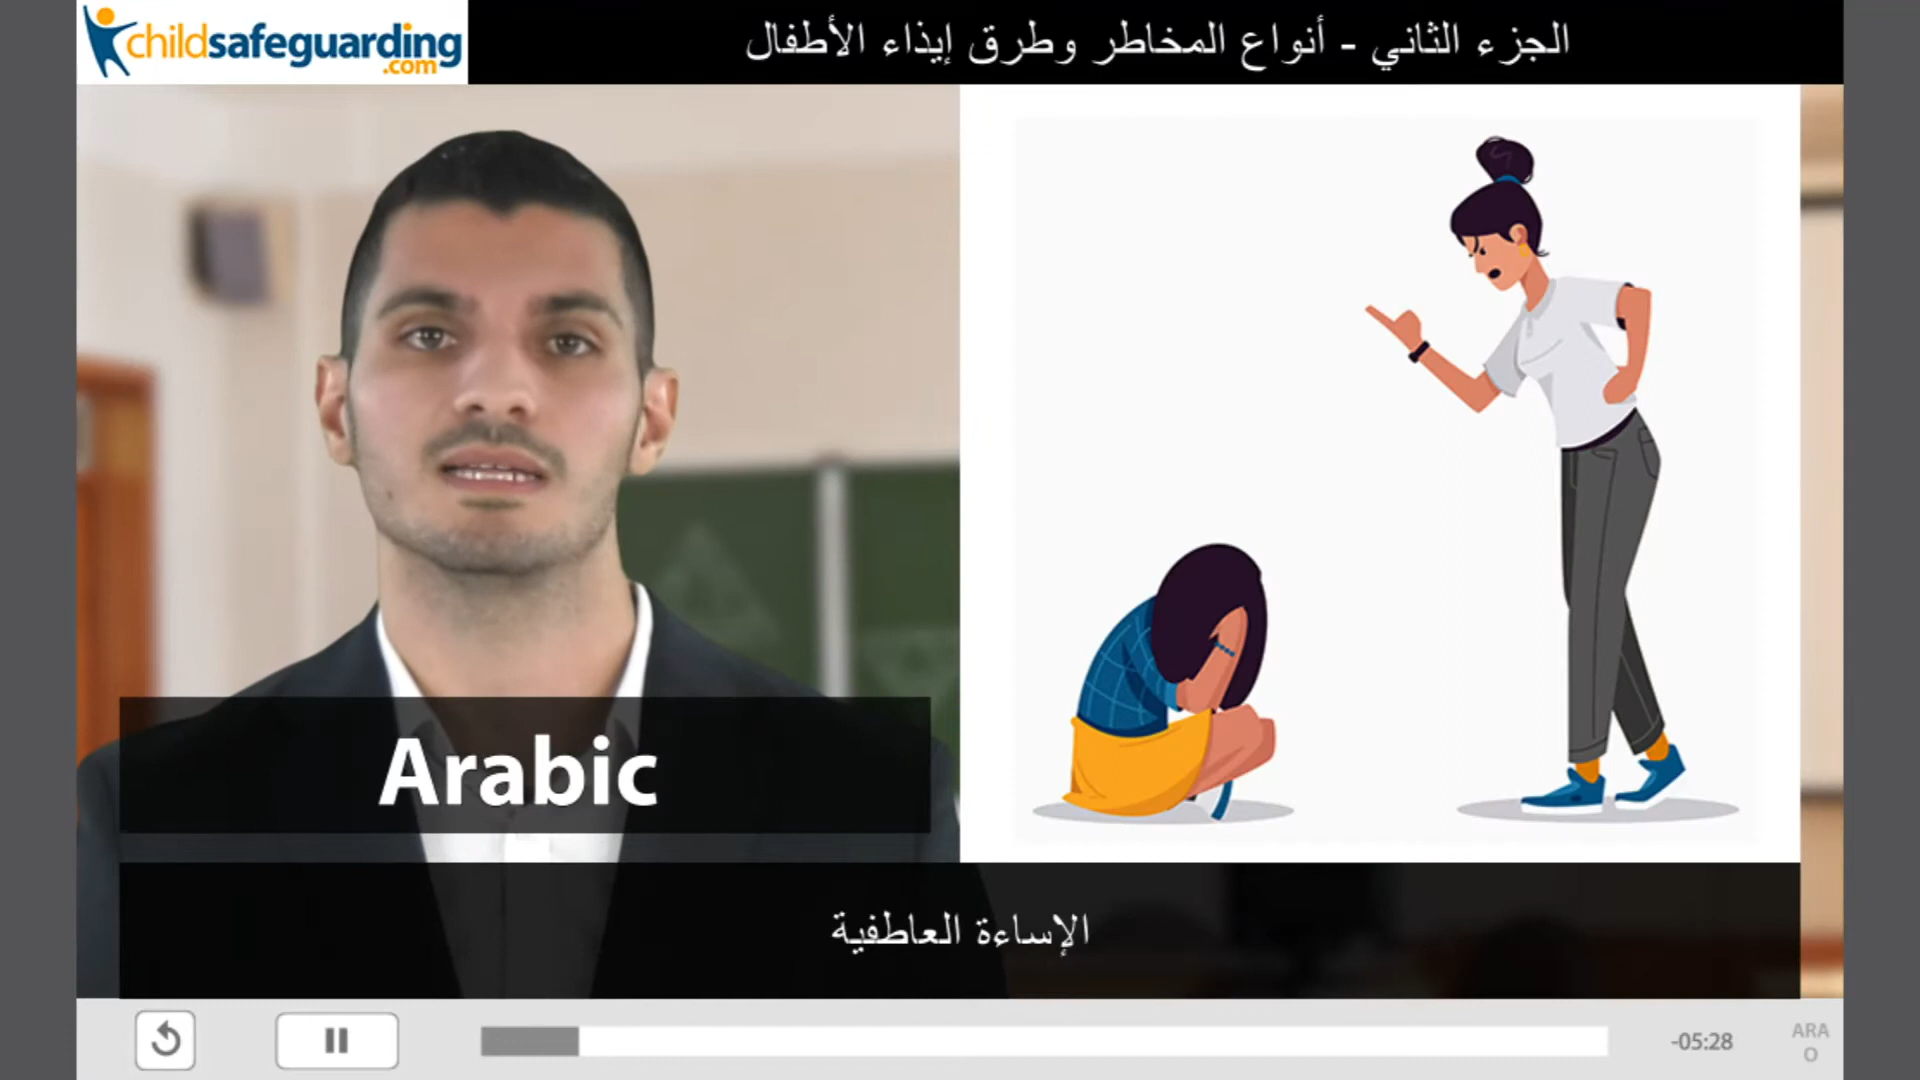 childsafeguarding
.com
الجزء الثاني - أنواع المخاطر وطرق إيذاء الأطفال
Arabic
الإساءة العاطفية
-05:28
ARA
O